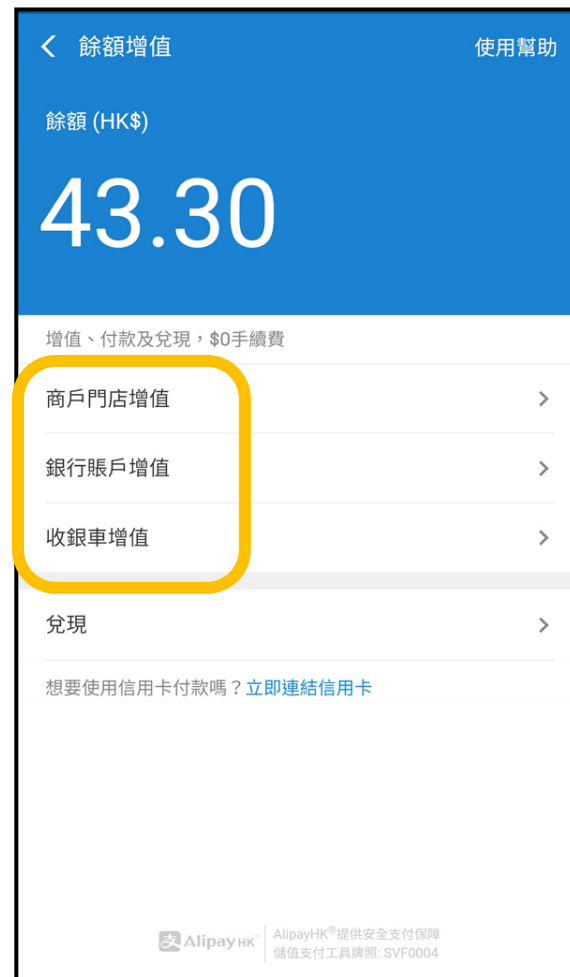 餘額增值
使用幫助
餘額 (HK$)
43.30
增值、付款及兌現，$0手續費
商戶門店增值
銀行賬戶增值
收銀車增值
兌現
想要使用信用卡付款嗎？立即連結信用卡
支 Alipay HK™
AlipayHK®提供安全支付保障
儲值支付工具牌照: SVF0004